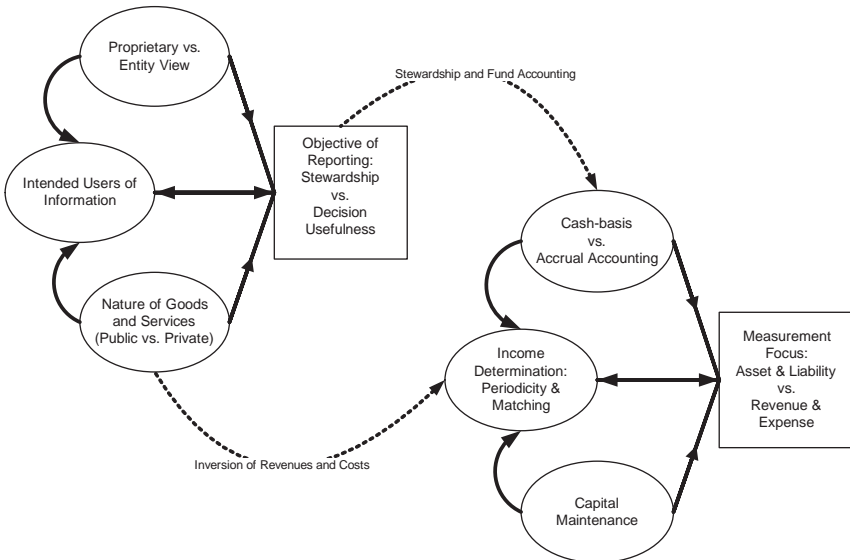 Proprietary vs.
Entity View
Stewardship and Fund Accounting
Objective of
Reporting:
Stewardship
vs.
Decision
Usefulness
Intended Users of
Information
Cash-basis
vs.
Accrual Accounting
Nature of Goods
and Services
(Public vs. Private)
Measurement
Focus:
Asset & Liability
vs.
Revenue &
Expense
Income
Determination:
Periodicity &
Matching
Inversion of Revenues and Costs
Capital
Maintenance